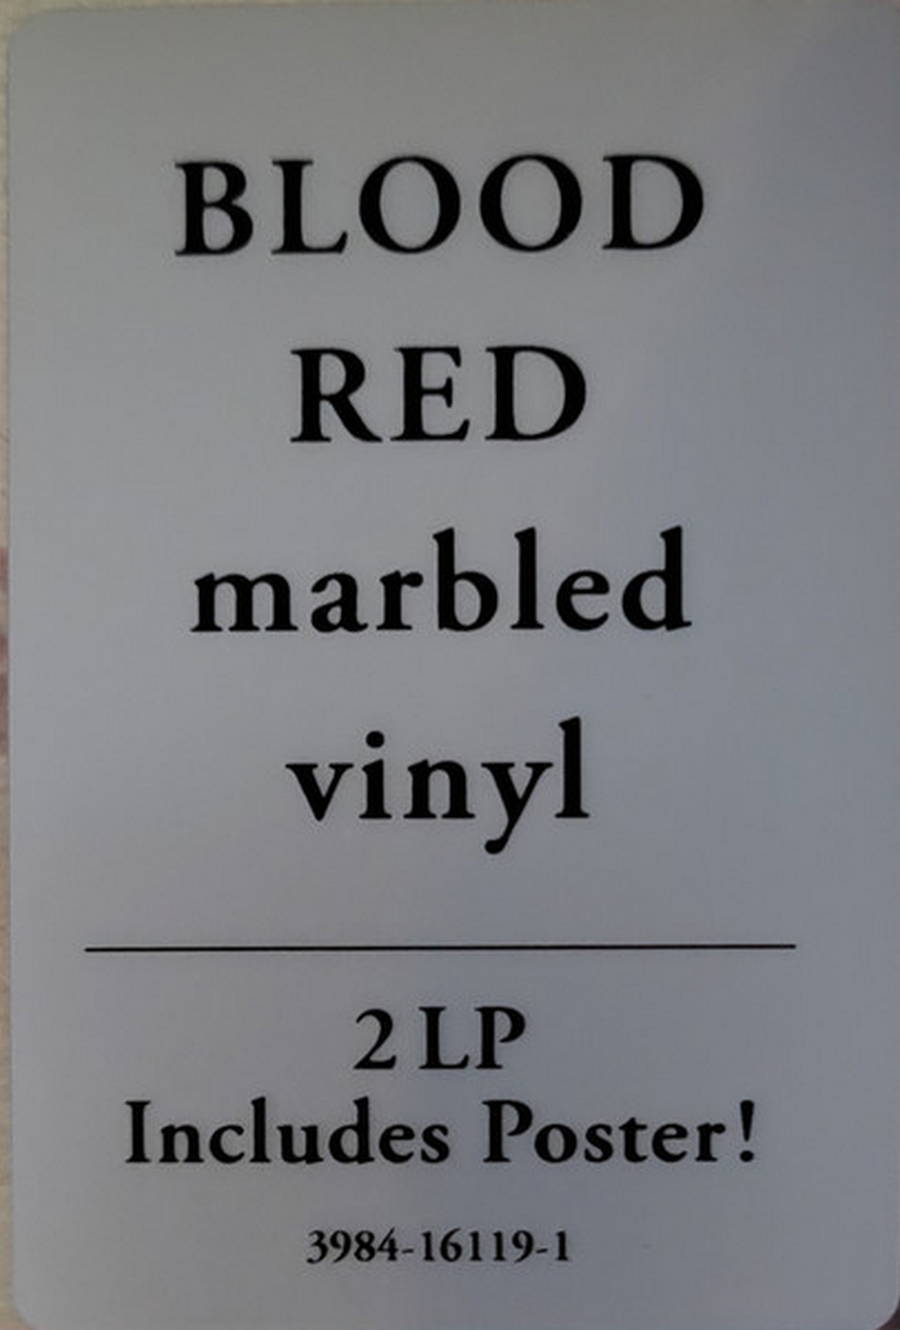 BLOOD
RED
marbled
vinyl
2 LP
Includes Poster!
3984-16119-1